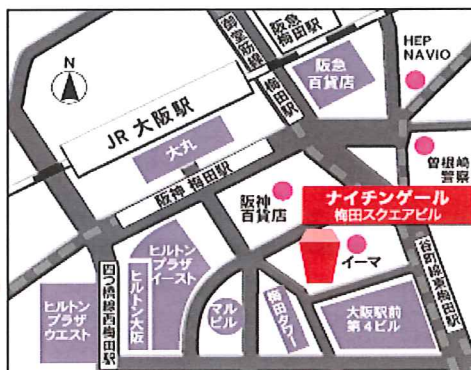 N
御堂筋線
梅田駅
阪急
梅田駅
HEP
NAVIO
阪急
百貨店
JR 大阪駅
大丸
阪神 梅田駅
阪神
百貨店
曽根崎
警察
ナイチンゲール
梅田スクエアビル
イーマ
谷町線東梅田駅
四つ橋線西梅田駅
ヒルトン
プラザ
イースト
ヒルトン大阪
ヒルトン
プラザ
ウエスト
マル
ビル
梅田タワー
大阪駅前
第4ビル